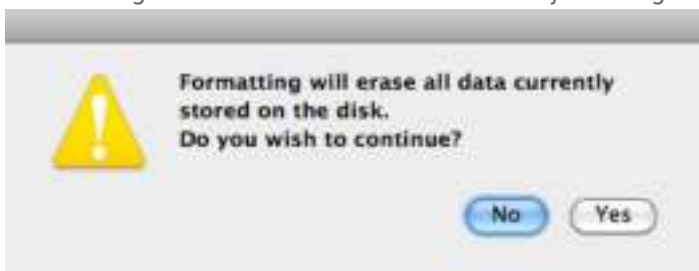 Formatting will erase all data currently
stored on the disk.
Do you wish to continue?
No Yes